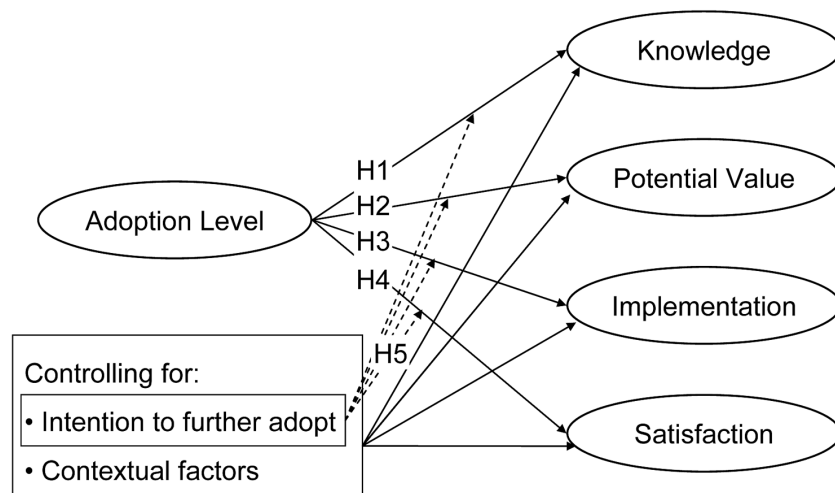 Knowledge
H1
Potential Value
H2
Adoption Level
H3
H4
Implementation
H5
Controlling for:
• Intention to further adopt
Satisfaction
• Contextual factors